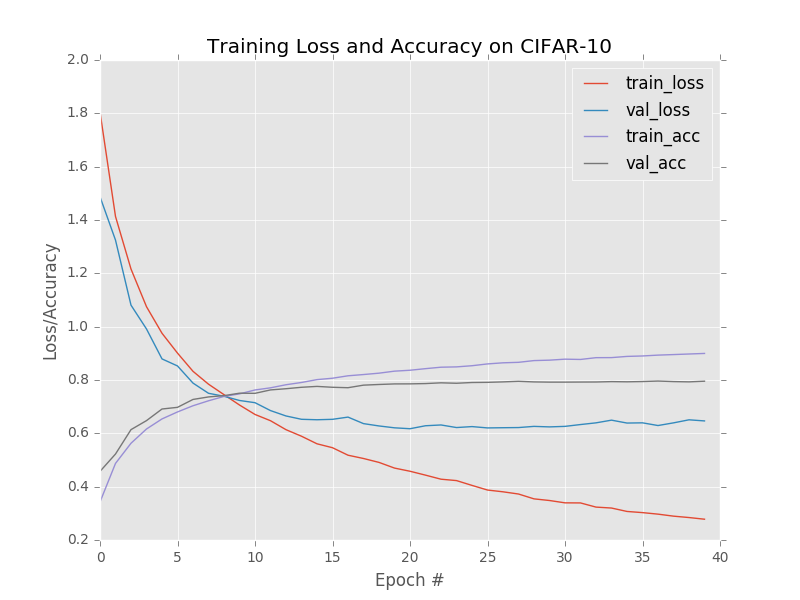 Training Loss and Accuracy on CIFAR-10
train_loss
val_loss
train_acc
val_acc
2.0
1.8
1.6
1.4
1.2
1.0
0.8
0.6
0.4
0.2
Loss/Accuracy
0 5 10 15 20 25 30 35 40
Epoch #